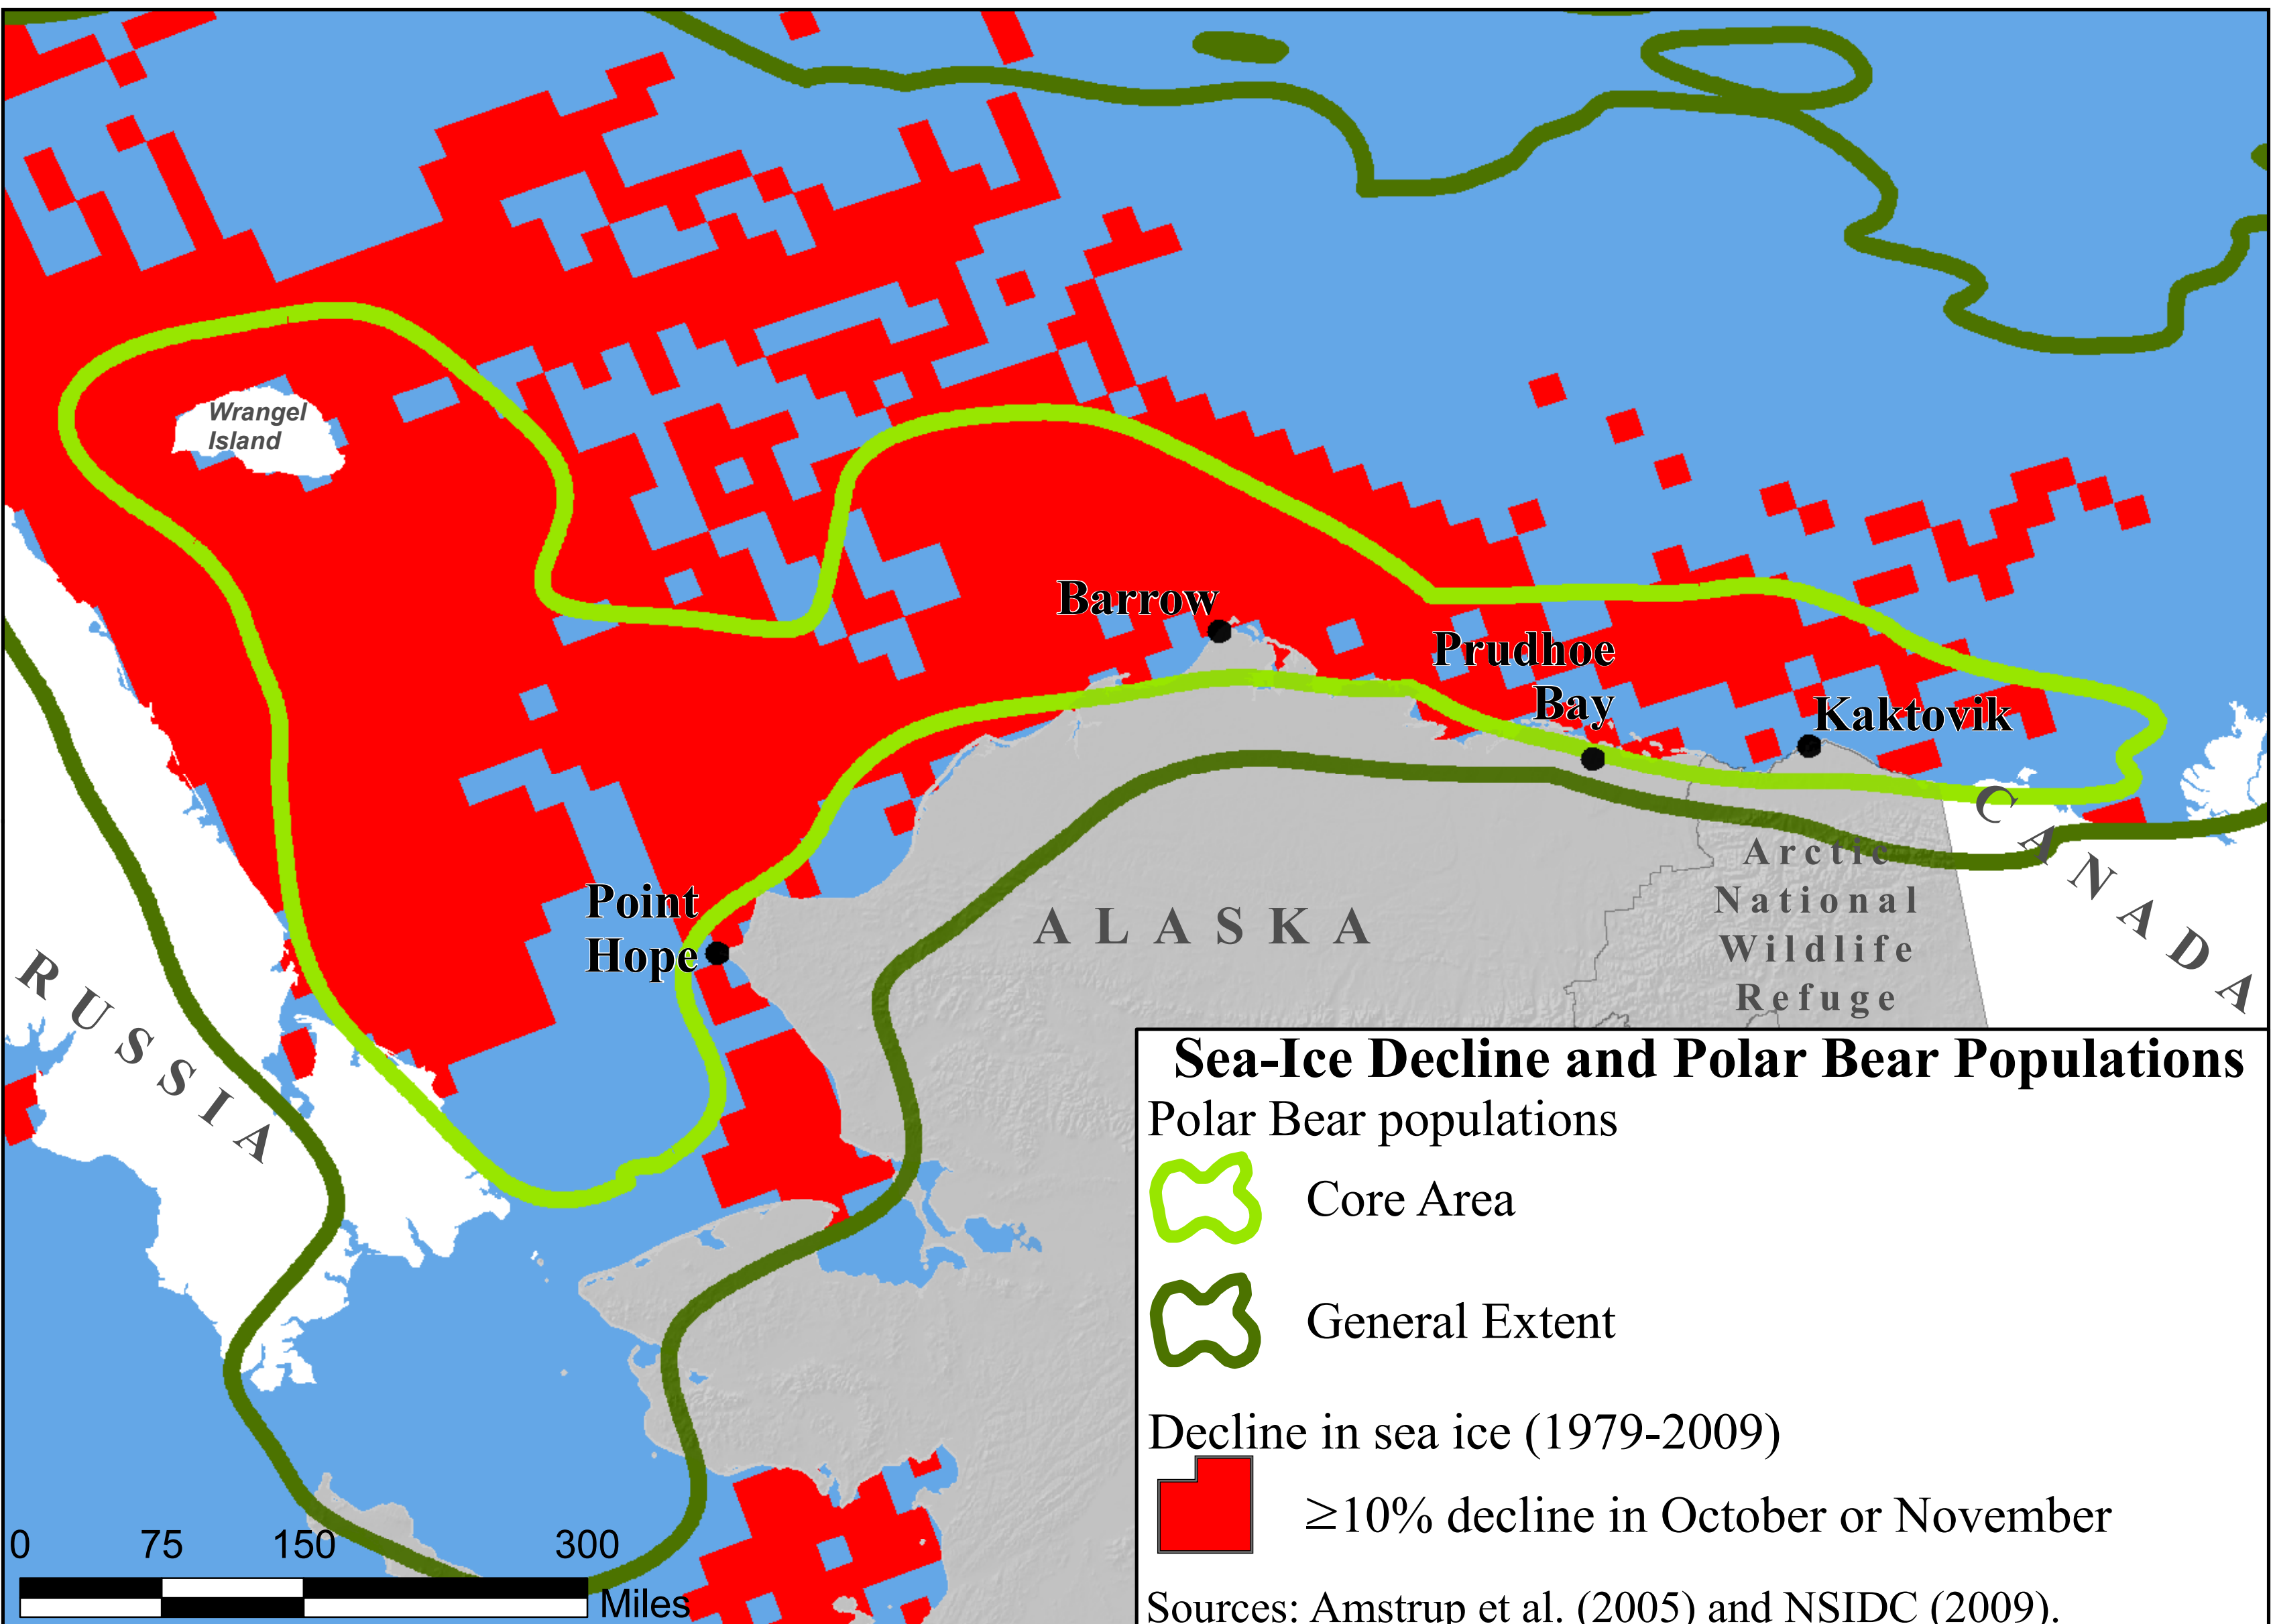 Wrangel
Island
Barrow
Prudhoe
Bay
Kaktovik
Point
Hope
ALASKA
Arctic
National
Wildlife
Refuge
CANADA
RUSSIA
Sea-Ice Decline and Polar Bear Populations
Polar Bear populations
Core Area
General Extent
Decline in sea ice (1979-2009)
≥10% decline in October or November
Sources: Amstrup et al. (2005) and NSIDC (2009).
0 75 150 300
Miles